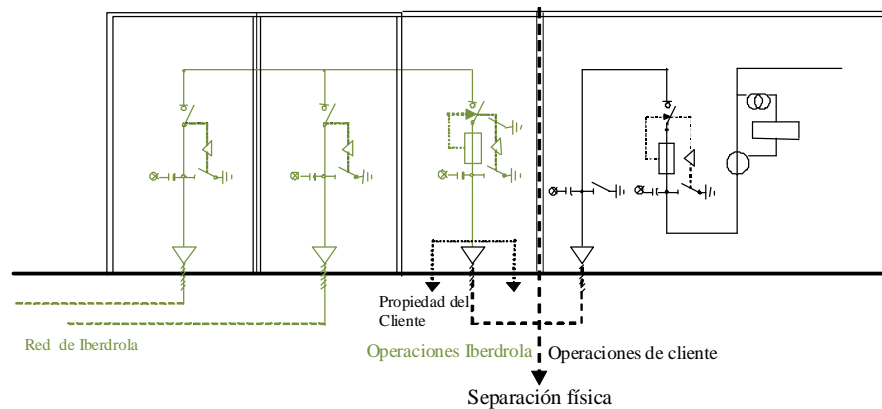 Propiedad del
Cliente
Red de Iberdrola
Operaciones Iberdrola
Operaciones de cliente
Separación física